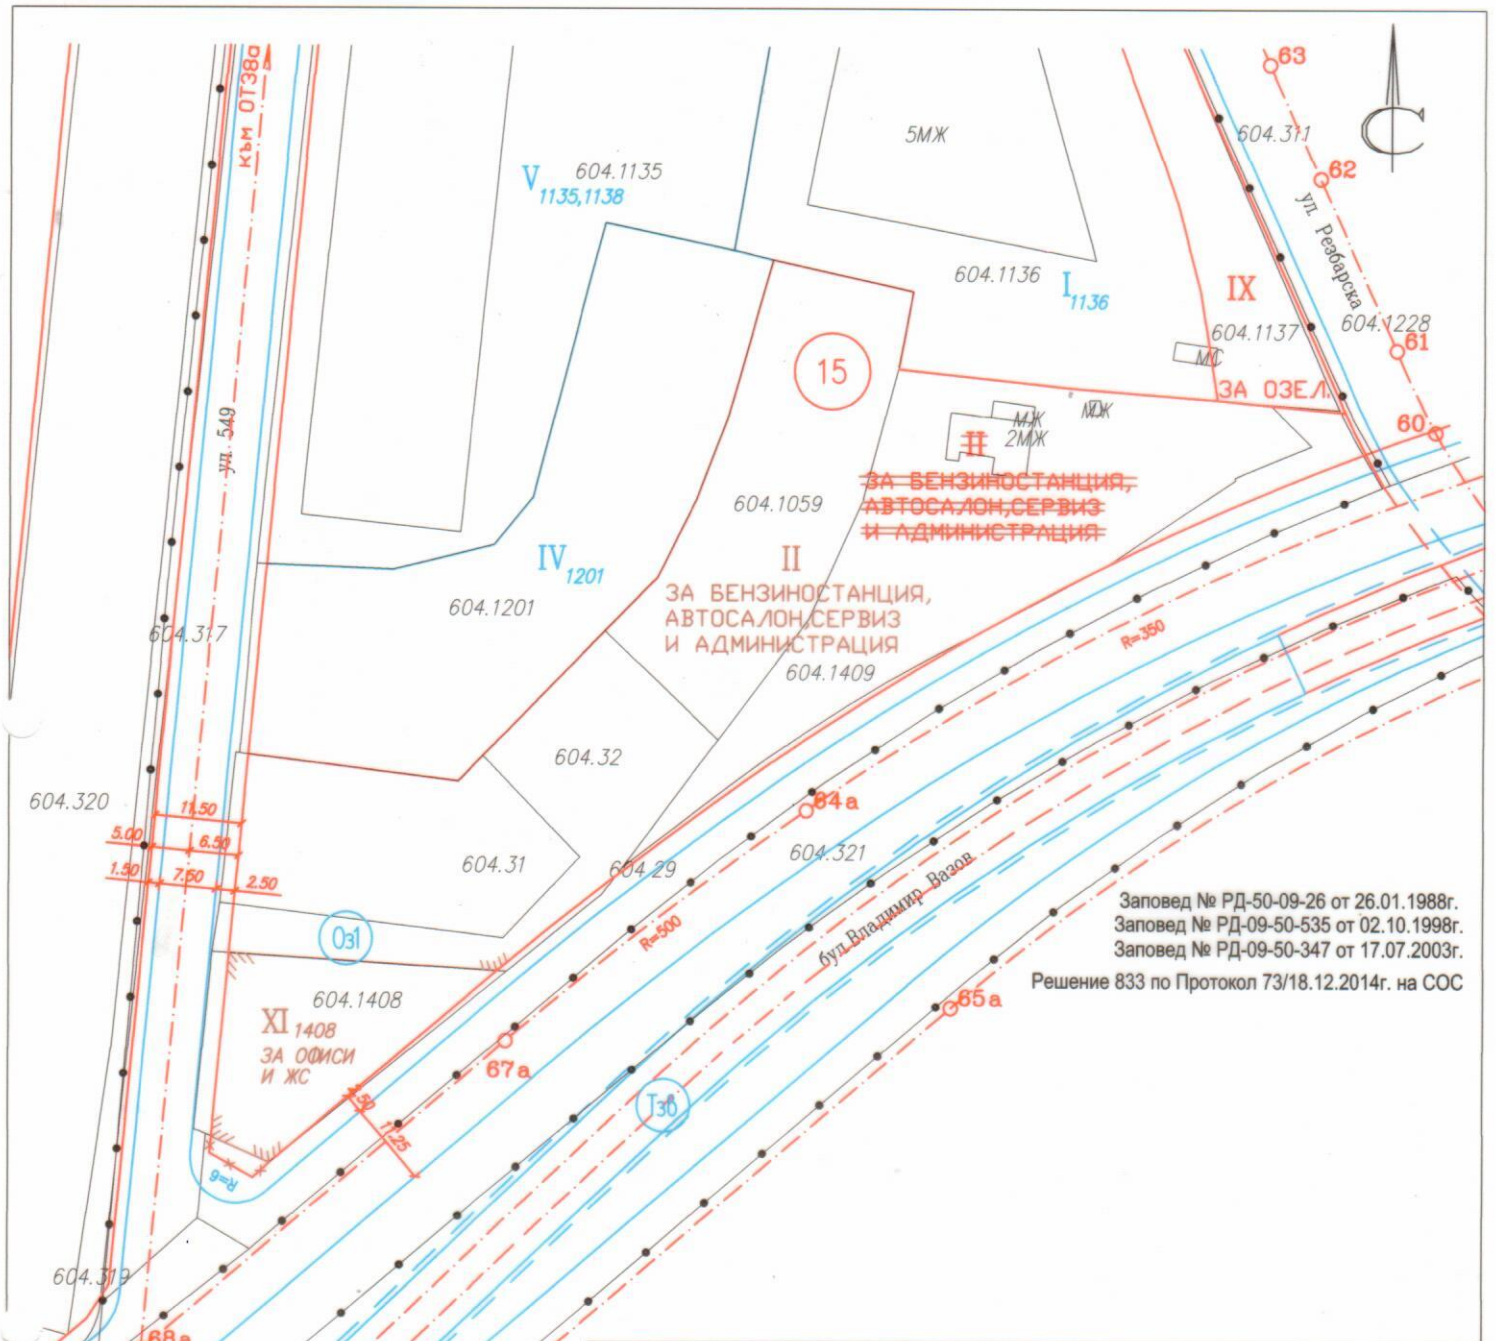 към ОТ38а
5МЖ
63
604.311
С
V 1135,1138
604.1135
62
ул. Резбарска
604.1136
I 1136
IX
604.1137
604.1228
61
МС
15
ЗА ОЗЕЛ.
60
МЖ
МЖ
2МЖ
II
ул. 549
ЗА БЕНЗИНОСТАНЦИЯ,
АВТОСАЛОН,СЕРВИЗ
И АДМИНИСТРАЦИЯ
604.1059
IV 1201
604.1201
II
ЗА БЕНЗИНОСТАНЦИЯ,
АВТОСАЛОН,СЕРВИЗ
И АДМИНИСТРАЦИЯ
604.317
R=350
604.1409
604.32
604.320
64а
11.50
5.00
6.50
604.321
604.31
604.29
1.50
7.50
2.50
бул.Владимир Вазов
Заповед № РД-50-09-26 от 26.01.1988г.
Заповед № РД-09-50-535 от 02.10.1998г.
Заповед № РД-09-50-347 от 17.07.2003г.
Решение 833 по Протокол 73/18.12.2014г. на СОС
Оз1
R=500
604.1408
65а
XI 1408
ЗА ОФИСИ
И ЖС
67а
2.50
11.25
Тзб
R=6
604.319
68а